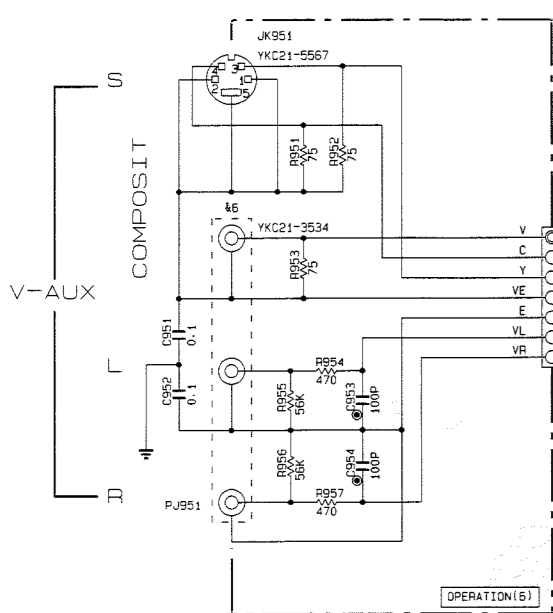 JK951
YKC21-5567
4 3
2 1
5
S
R951
75
R952
75
COMPOSIT
&6
YKC21-3534
V
C
R953
75
Y
V-AUX
VE
E
C951
0.1
VL
L
R954
470
VR
C952
0.1
R955
56K
C953
100P
R956
56K
C954
100P
R
PJ951
R957
470
OPERATION(6)